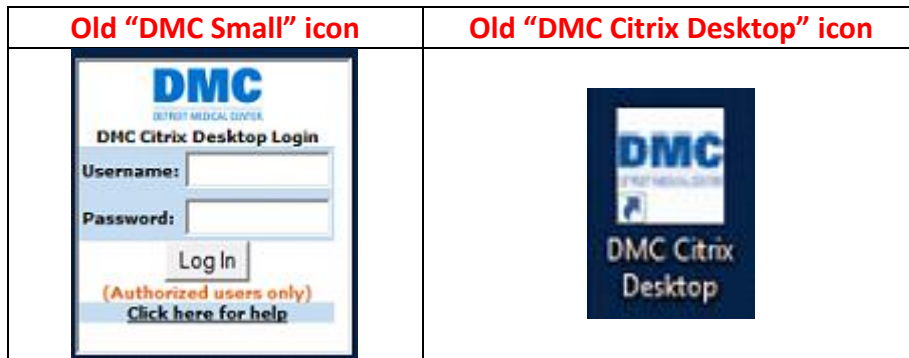 Old “DMC Small” icon
Old “DMC Citrix Desktop” icon
DMC
DETROIT MEDICAL CENTER
DMC Citrix Desktop Login
Username:
Password:
Log In
(Authorized users only)
Click here for help
DMC
DMC Citrix
Desktop